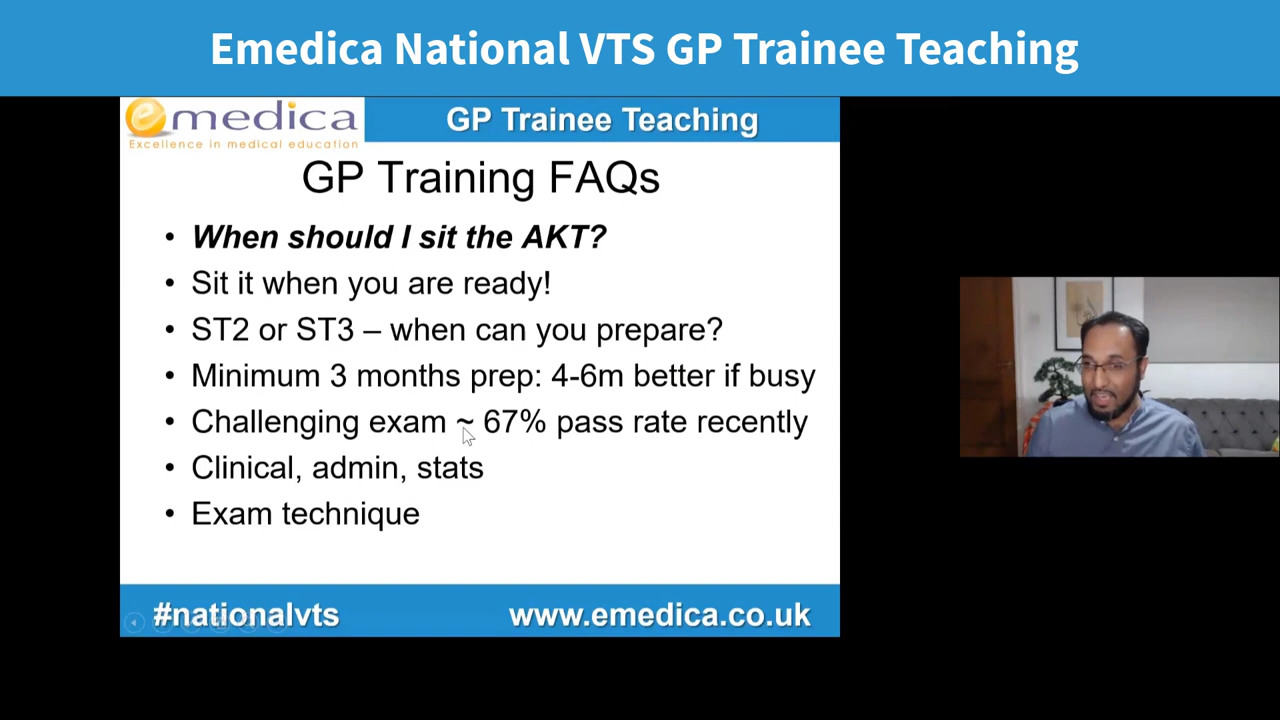 Emedica National VTS GP Trainee Teaching
emedica
Excellence in medical education
GP Trainee Teaching
GP Training FAQs
• When should I sit the AKT?
• Sit it when you are ready!
• ST2 or ST3 – when can you prepare?
• Minimum 3 months prep: 4-6m better if busy
• Challenging exam ~ 67% pass rate recently
• Clinical, admin, stats
• Exam technique
#nationalvts
www.emedica.co.uk